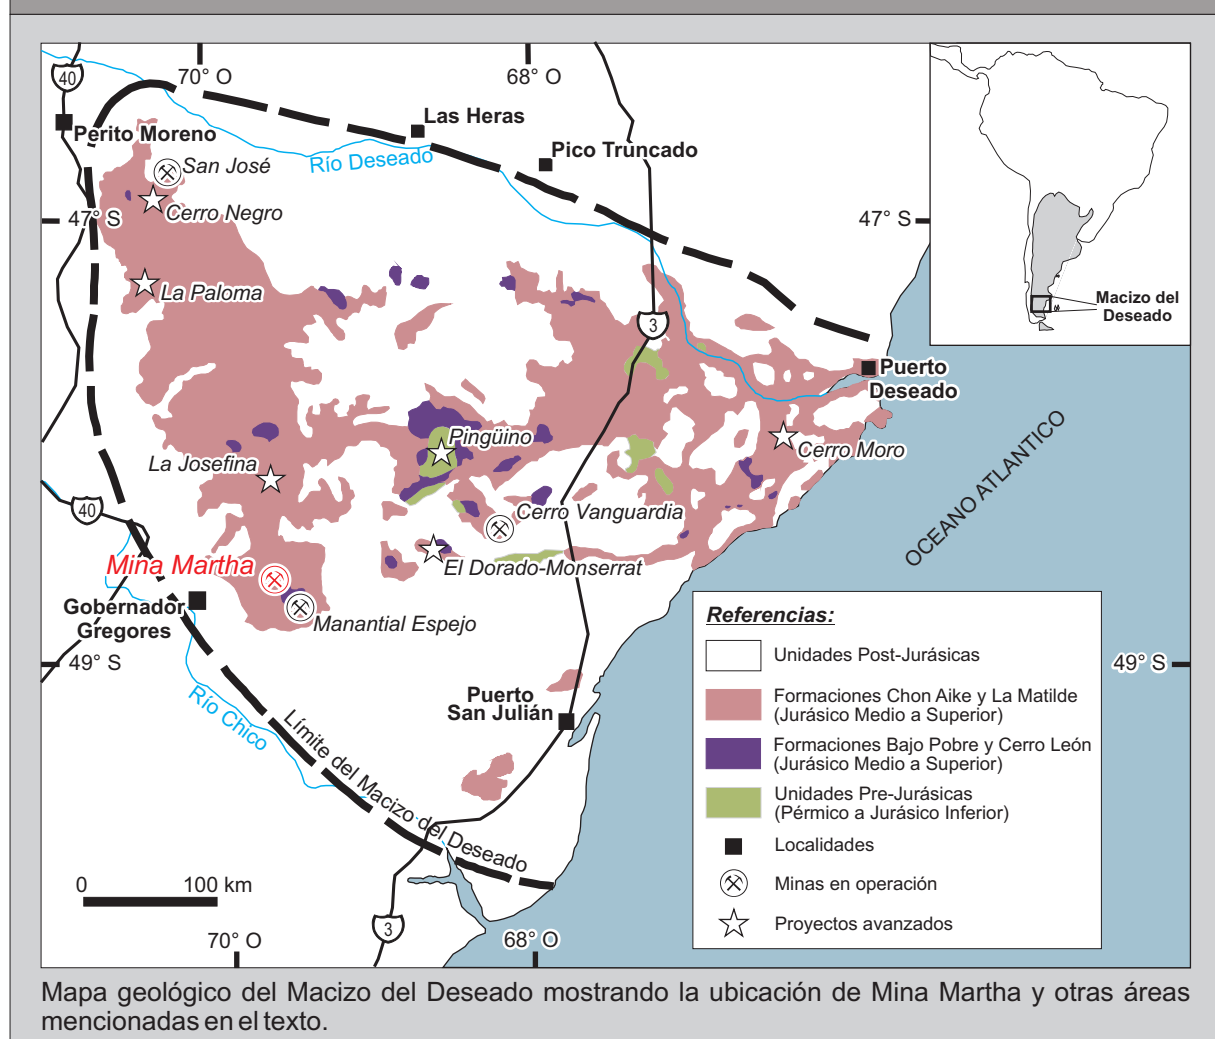 70° O
68° O
40
Perito Moreno
Las Heras
Pico Truncado
Río Deseado
San José
Cerro Negro
47° S
47° S
La Paloma
Macizo del
Deseado
3
Puerto
Deseado
Pingüino
Cerro Moro
La Josefina
40
Cerro Vanguardia
OCEANO ATLANTICO
Mina Martha
El Dorado-Monserrat
Gobernador
Gregores
Manantial Espejo
49° S
49° S
Río Chico
Puerto
San Julián
Límite del Macizo del Deseado
Referencias:
Unidades Post-Jurásicas
Formaciones Chon Aike y La Matilde
(Jurásico Medio a Superior)
Formaciones Bajo Pobre y Cerro León
(Jurásico Medio a Superior)
Unidades Pre-Jurásicas
(Pérmico a Jurásico Inferior)
Localidades
Minas en operación
Proyectos avanzados
0 100 km
3
70° O
68° O
Mapa geológico del Macizo del Deseado mostrando la ubicación de Mina Martha y otras áreas
mencionadas en el texto.